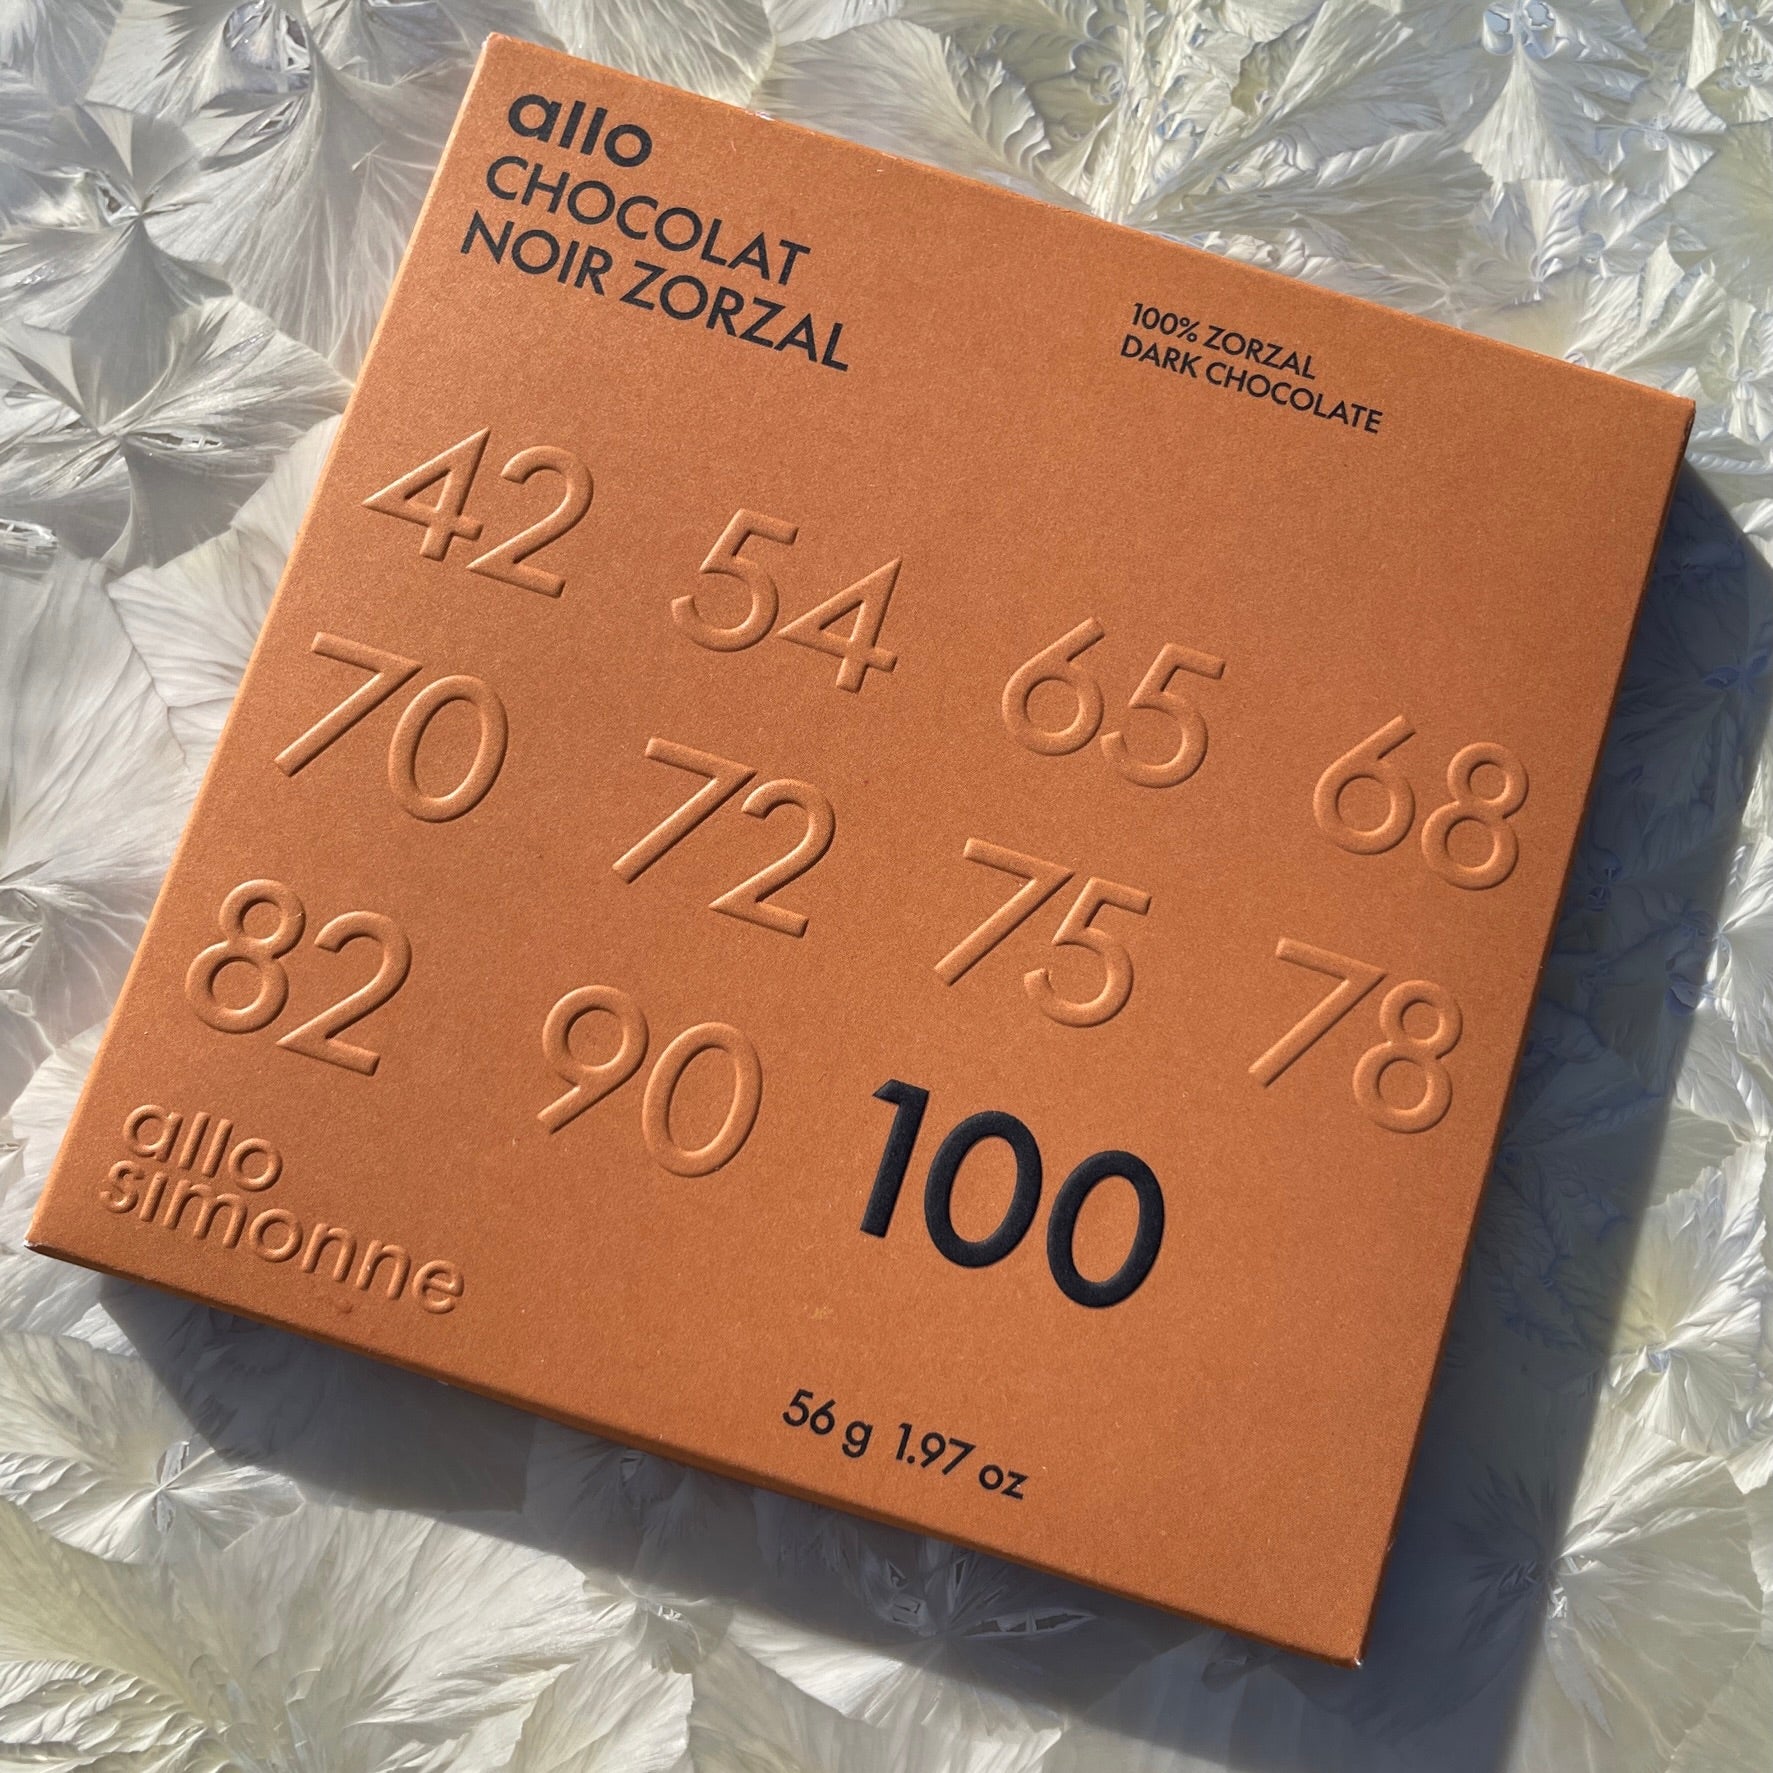 allo
CHOCOLAT
NOIR ZORZAL
100% ZORZAL
DARK CHOCOLATE
42 54 65 68
70 72 75 78
82 90 100
allo
simonne
56 g 1.97 oz